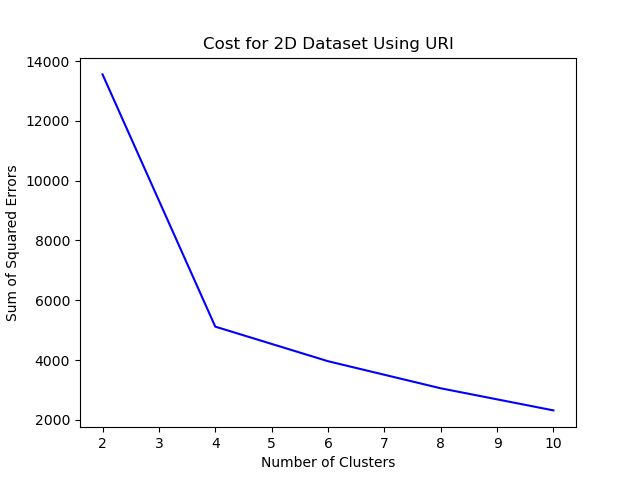 Cost for 2D Dataset Using URI
14000
12000
10000
8000
6000
4000
2000
Sum of Squared Errors
2 3 4 5 6 7 8 9 10
Number of Clusters